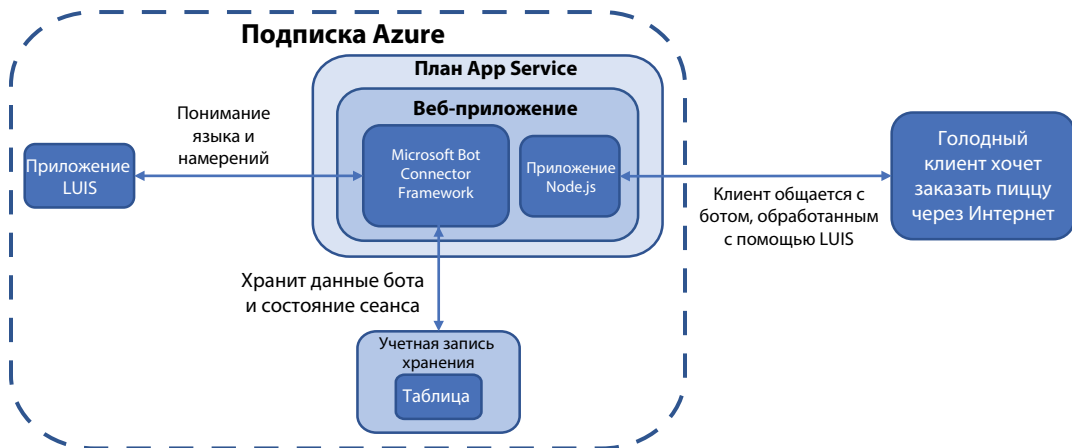 Подписка Azure
План App Service
Веб-приложение
Понимание
языка и
намерений
Приложение
LUIS
Microsoft Bot
Connector
Framework
Приложение
Node.js
Голодный
клиент хочет
заказать пиццу
через Интернет
Клиент общается с
ботом, обработанным
с помощью LUIS
Хранит данные бота
и состояние сеанса
Учетная запись
хранения
Таблица